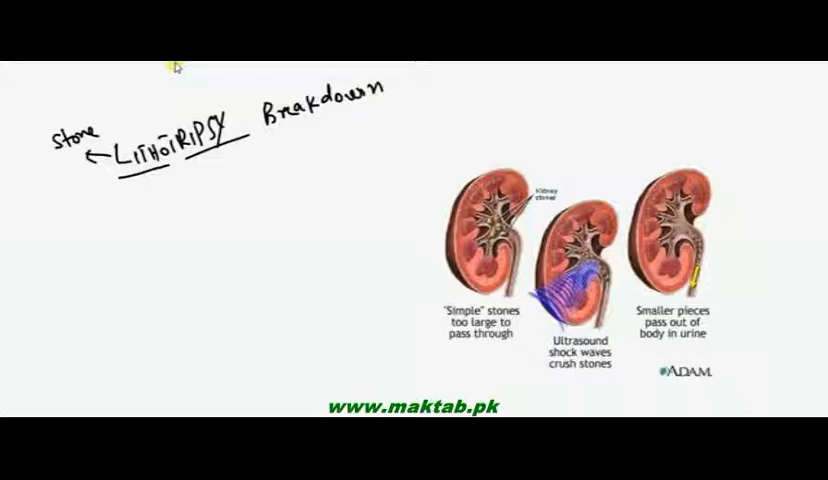 Stone
LITHOTRIPSY Breakdown
Kidney
stones
"Simple" stones
too large to
pass through
Ultrasound
shock waves
crush stones
Smaller pieces
pass out of
body in urine
ADAM.
www.maktab.pk